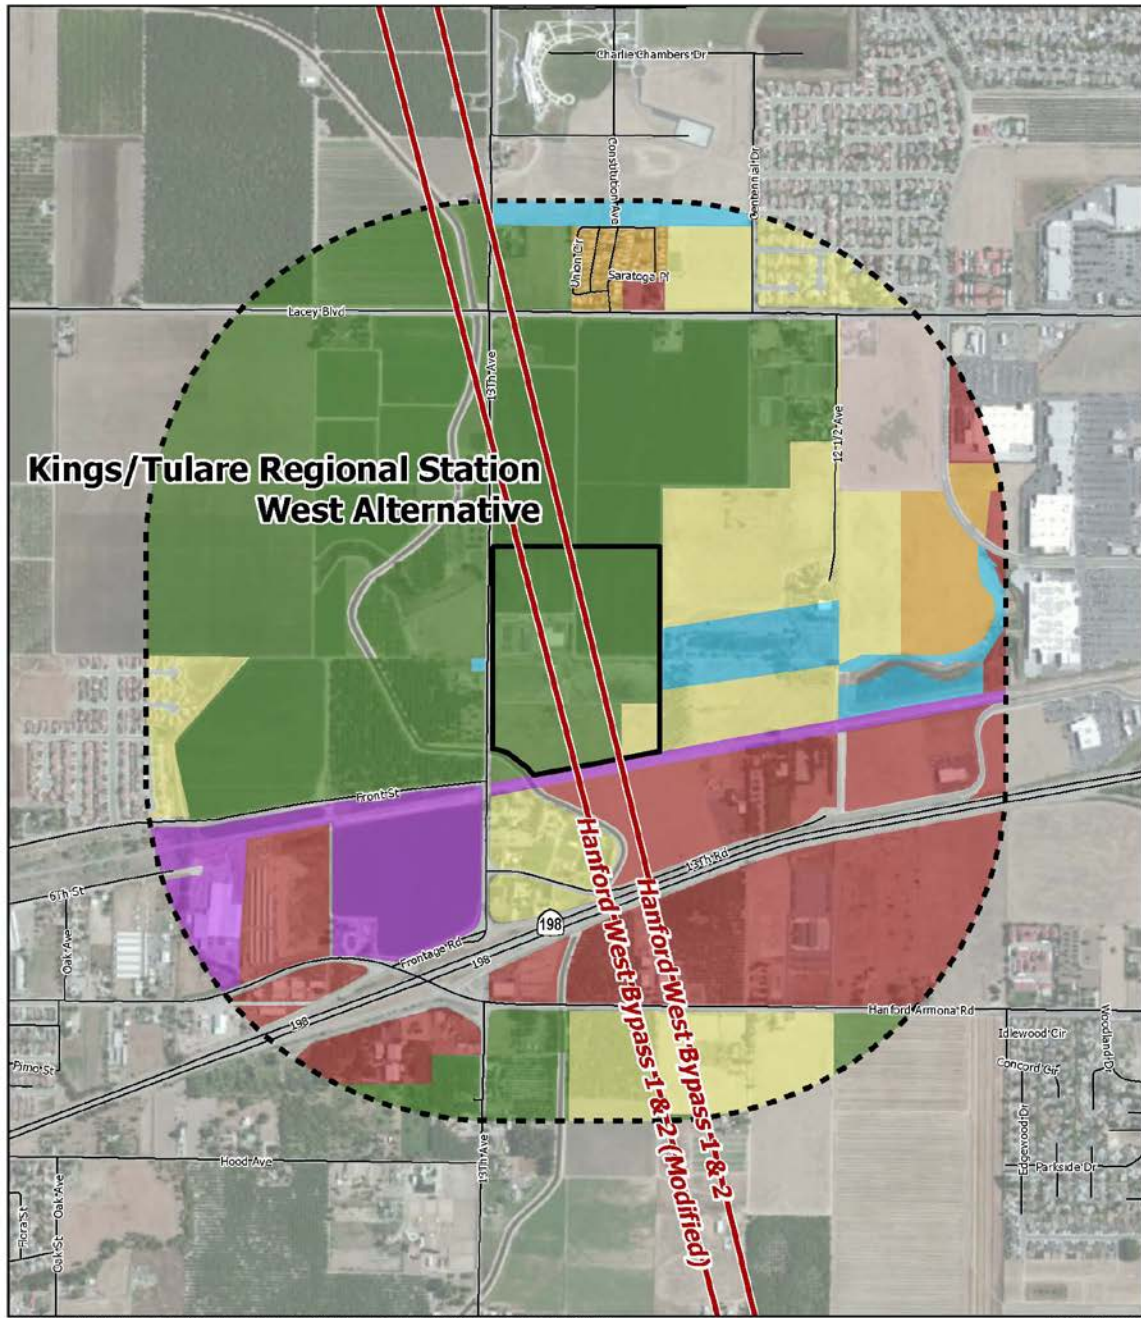 Charlie Chambers Dr
Constitution Ave
Centennial Dr
Union Cir
Saratoga Pl
Lacey Blvd
13Th Ave
12 1/2 Ave
Kings/Tulare Regional Station
West Alternative
Front St
6Th St
13Th Rd
198
Oak Ave
Frontage Rd
198
198
Hanford West Bypass 1 & 2 (Modified)
Hanford West Bypass 1 & 2
Hanford Armona Rd
Idlewood Cir
Woodland Dr
Concord Cir
Edgewood Dr
Parkside Dr
Hood Ave
13Th Ave
Oak Ave
Oak St
Flora St